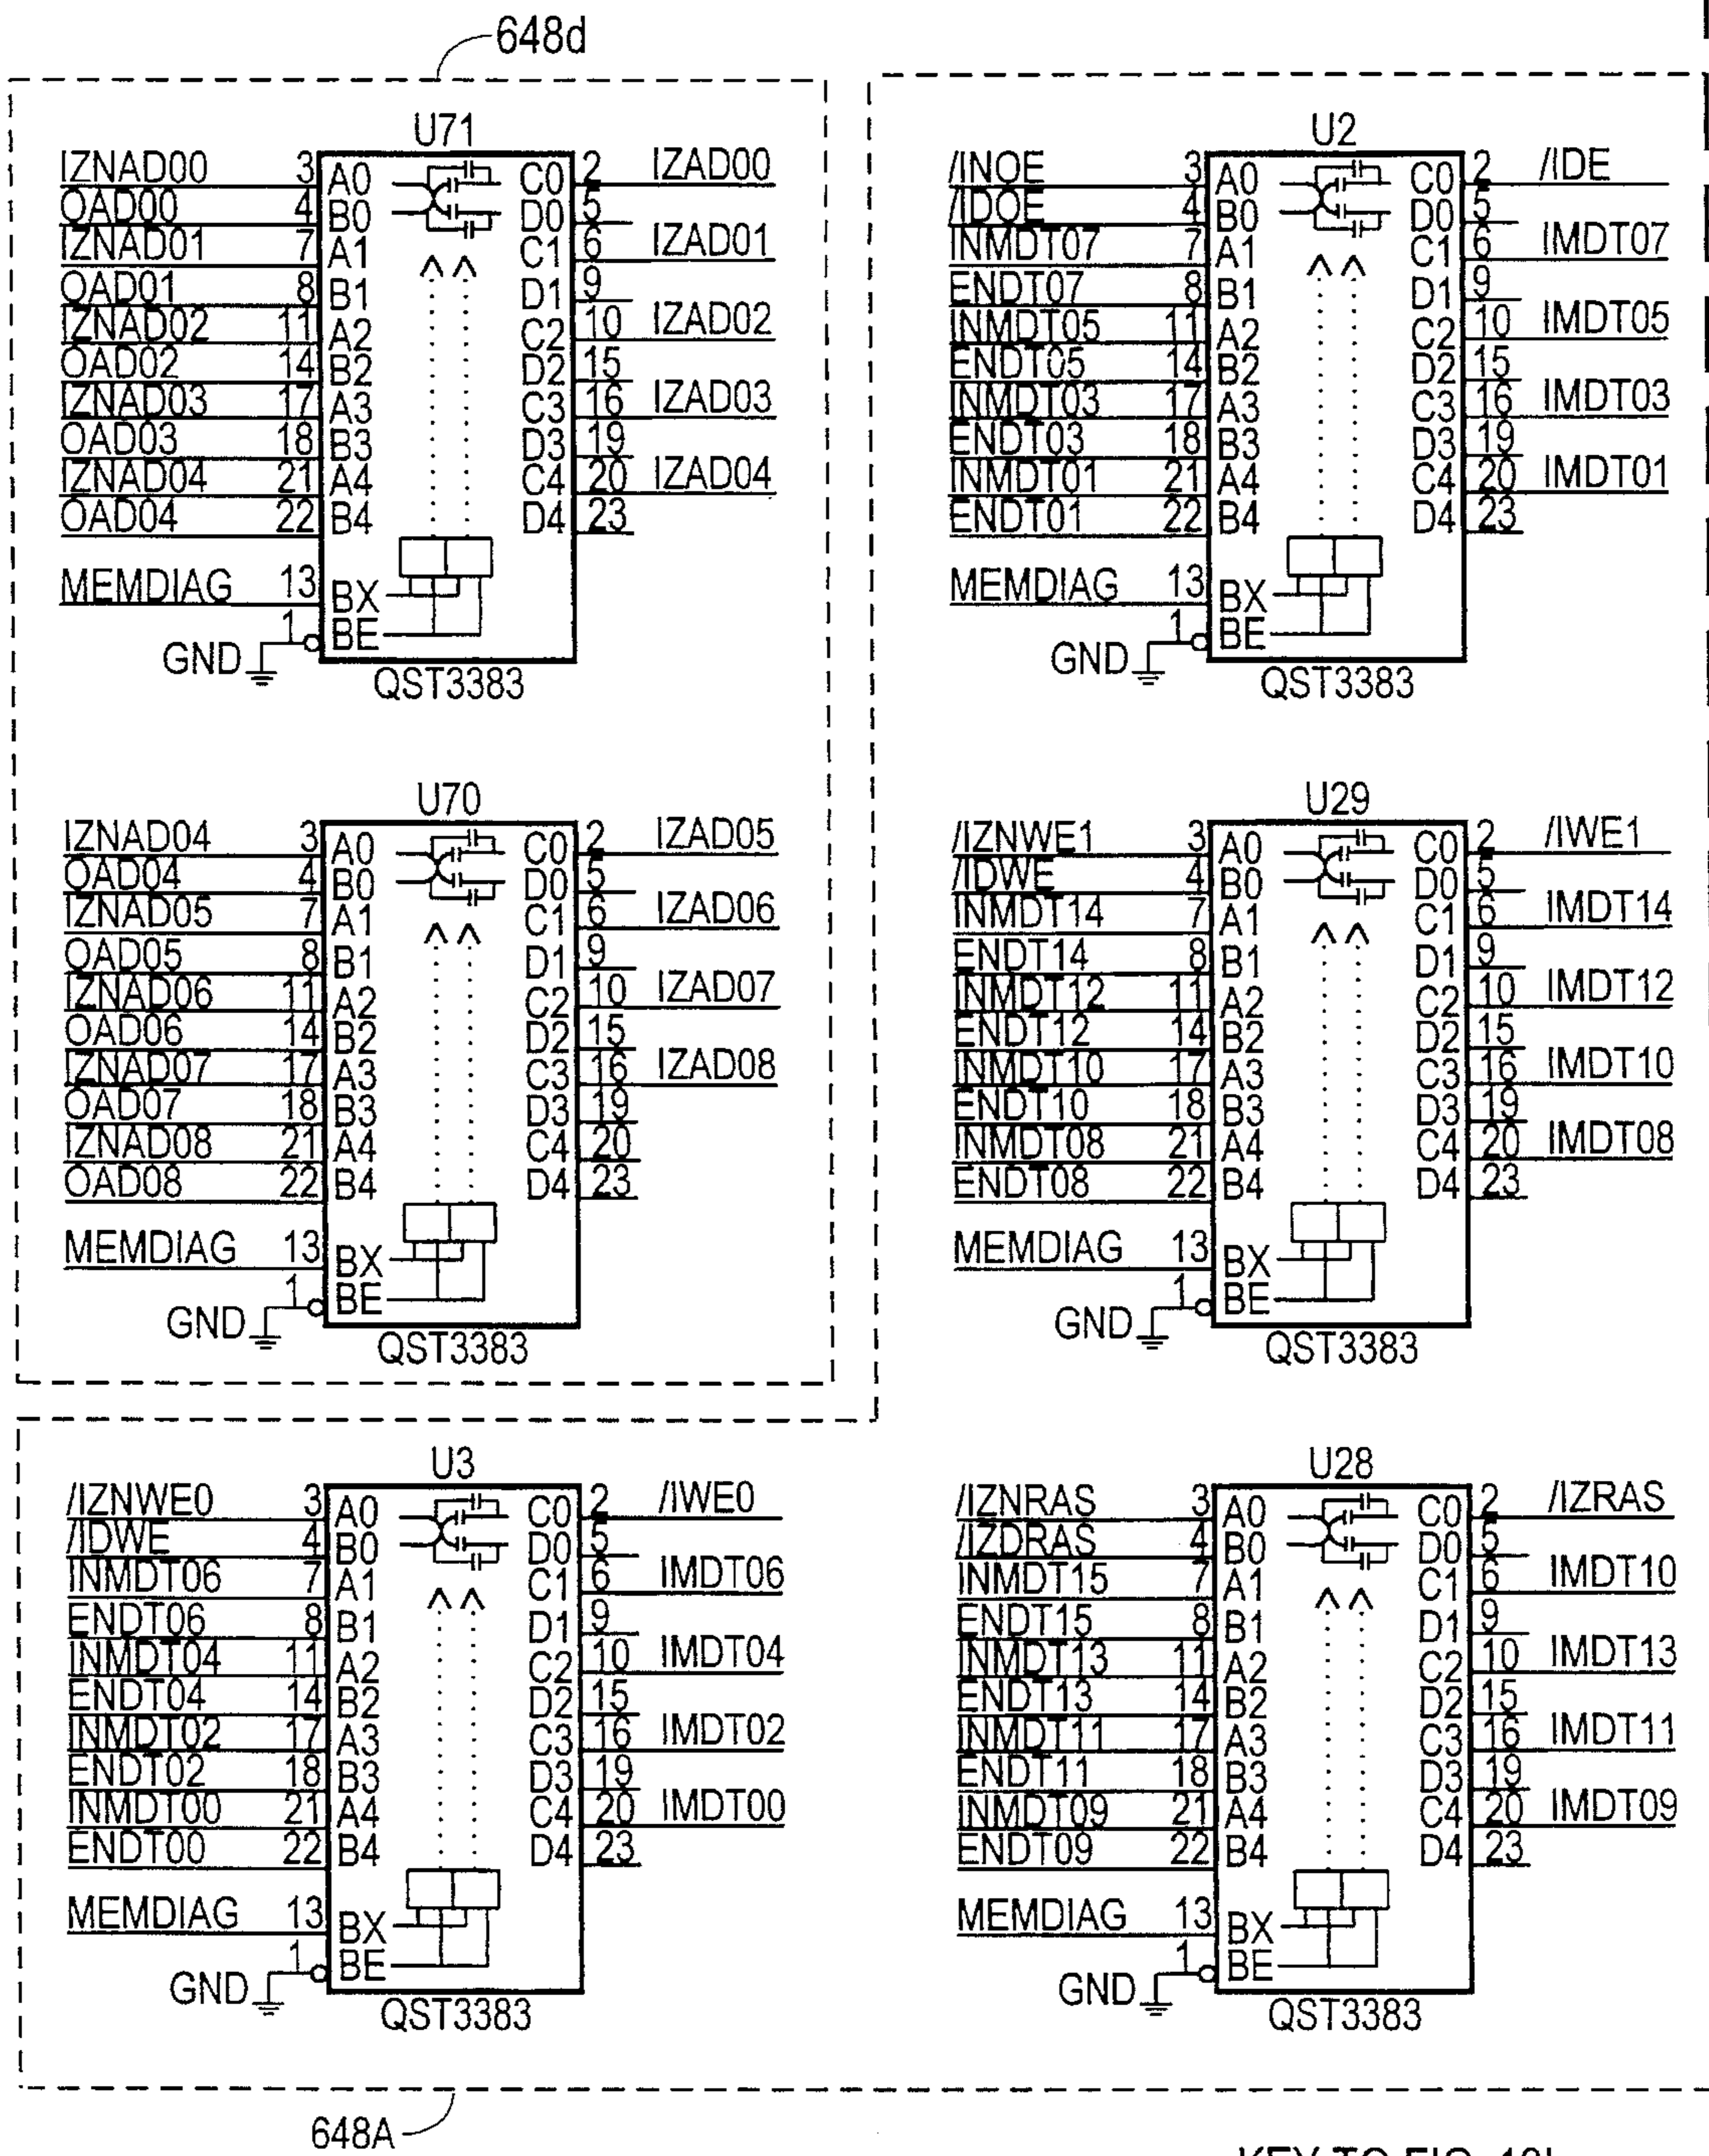 648d
U71
IZNAD00 3 A0 C0 2 IZAD00
OAD00 4 B0 D0 5
IZNAD01 7 A1 C1 6 IZAD01
OAD01 8 B1 D1 9
IZNAD02 11 A2 C2 10 IZAD02
OAD02 14 B2 D2 15
IZNAD03 17 A3 C3 16 IZAD03
OAD03 18 B3 D3 19
IZNAD04 21 A4 C4 20 IZAD04
OAD04 22 B4 D4 23
MEMDIAG 13 BX
GND 1 BE
QST3383
U2
/INOE 3 A0 C0 2 /IDE
/IDOE 4 B0 D0 5
INMDT07 7 A1 C1 6 IMDT07
ENDT07 8 B1 D1 9
INMDT05 11 A2 C2 10 IMDT05
ENDT05 14 B2 D2 15
INMDT03 17 A3 C3 16 IMDT03
ENDT03 18 B3 D3 19
INMDT01 21 A4 C4 20 IMDT01
ENDT01 22 B4 D4 23
MEMDIAG 13 BX
GND 1 BE
QST3383
U70
IZNAD04 3 A0 C0 2 IZAD05
OAD04 4 B0 D0 5
IZNAD05 7 A1 C1 6 IZAD06
OAD05 8 B1 D1 9
IZNAD06 11 A2 C2 10 IZAD07
OAD06 14 B2 D2 15
IZNAD07 17 A3 C3 16 IZAD08
OAD07 18 B3 D3 19
IZNAD08 21 A4 C4 20
OAD08 22 B4 D4 23
MEMDIAG 13 BX
GND 1 BE
QST3383
U29
/IZNWE1 3 A0 C0 2 /IWE1
/IDWE 4 B0 D0 5
INMDT14 7 A1 C1 6 IMDT14
ENDT14 8 B1 D1 9
INMDT12 11 A2 C2 10 IMDT12
ENDT12 14 B2 D2 15
INMDT10 17 A3 C3 16 IMDT10
ENDT10 18 B3 D3 19
INMDT08 21 A4 C4 20 IMDT08
ENDT08 22 B4 D4 23
MEMDIAG 13 BX
GND 1 BE
QST3383
U3
/IZNWE0 3 A0 C0 2 /IWE0
/IDWE 4 B0 D0 5
INMDT06 7 A1 C1 6 IMDT06
ENDT06 8 B1 D1 9
INMDT04 11 A2 C2 10 IMDT04
ENDT04 14 B2 D2 15
INMDT02 17 A3 C3 16 IMDT02
ENDT02 18 B3 D3 19
INMDT00 21 A4 C4 20 IMDT00
ENDT00 22 B4 D4 23
MEMDIAG 13 BX
GND 1 BE
QST3383
U28
/IZNRAS 3 A0 C0 2 /IZRAS
/IZDRAS 4 B0 D0 5
INMDT15 7 A1 C1 6 IMDT10
ENDT15 8 B1 D1 9
INMDT13 11 A2 C2 10 IMDT13
ENDT13 14 B2 D2 15
INMDT11 17 A3 C3 16 IMDT11
ENDT11 18 B3 D3 19
INMDT09 21 A4 C4 20 IMDT09
ENDT09 22 B4 D4 23
MEMDIAG 13 BX
GND 1 BE
QST3383
648A
KEY TO FIG.